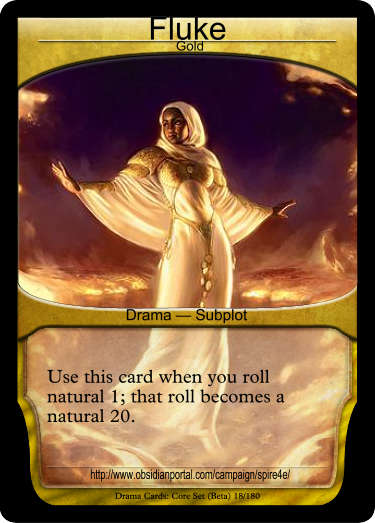 Fluke
Gold
Drama — Subplot
Use this card when you roll
natural 1; that roll becomes a
natural 20.
http://www.obsidianportal.com/campaign/spire4e/
Drama Cards: Core Set (Beta) 18/180